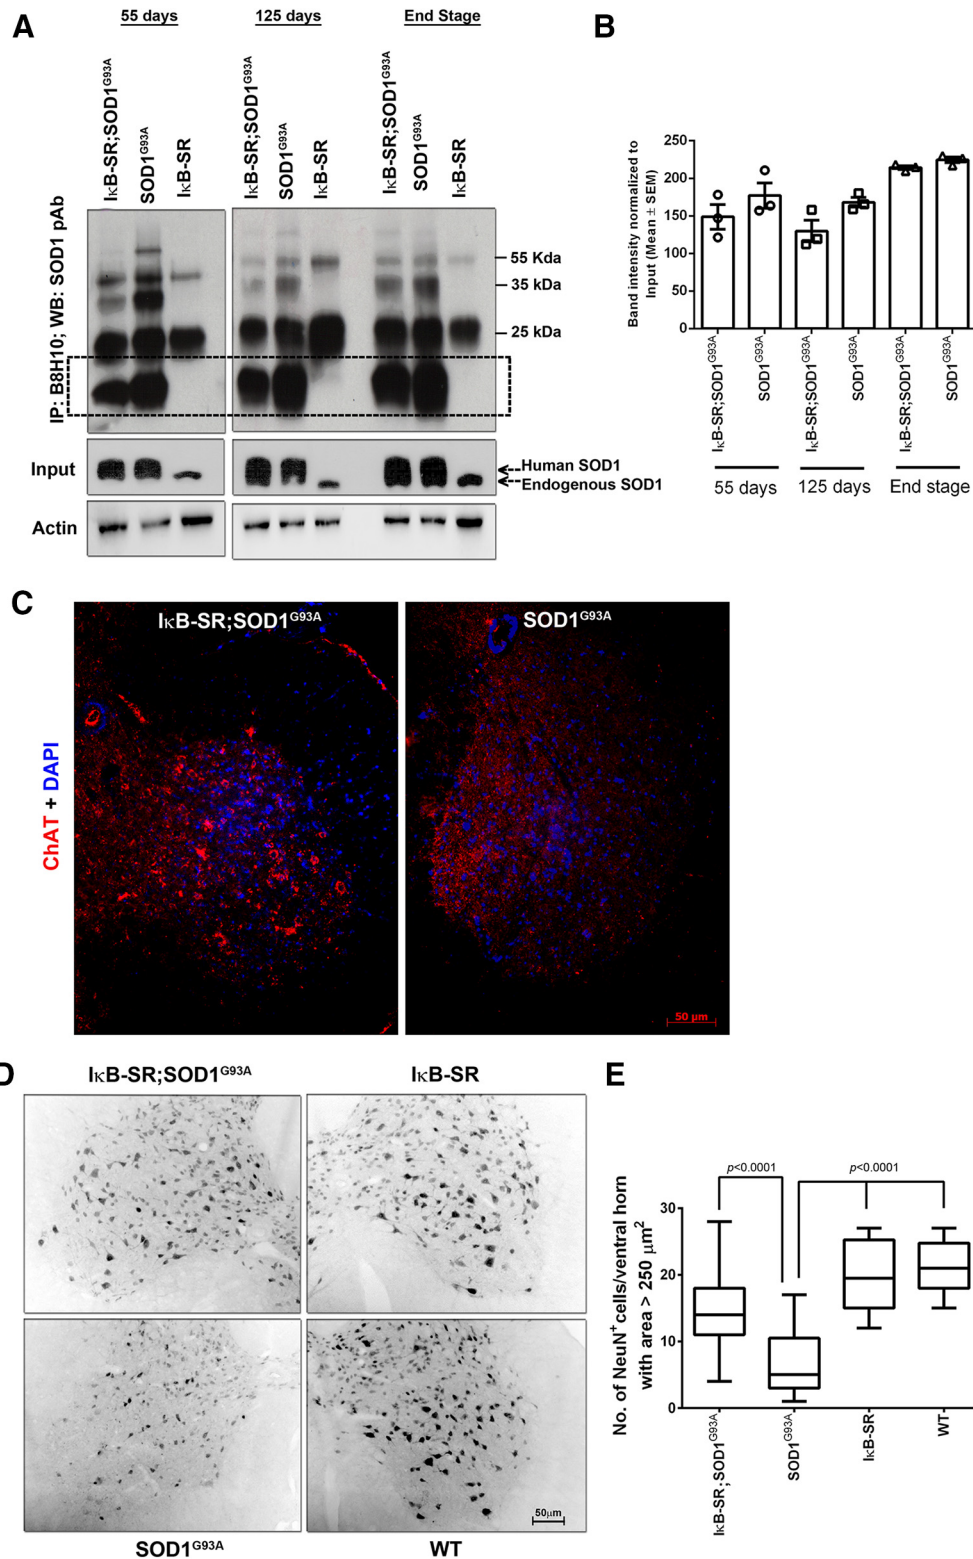 A
55 days
125 days
End Stage
IκB-SR;SOD1G93A
SOD1G93A
IκB-SR
IκB-SR;SOD1G93A
SOD1G93A
IκB-SR
IκB-SR;SOD1G93A
SOD1G93A
IκB-SR
IP: B8H10; WB: SOD1 pAb
55 Kda
35 kDa
25 kDa
Input
Human SOD1
Endogenous SOD1
Actin
B
Band intensity normalized to
Input (Mean ± SEM)
250
200
150
100
50
0
IκB-SR;SOD1G93A
SOD1G93A
IκB-SR;SOD1G93A
SOD1G93A
IκB-SR;SOD1G93A
SOD1G93A
55 days
125 days
End stage
C
IκB-SR;SOD1G93A
SOD1G93A
ChAT + DAPI
50 µm
D
IκB-SR;SOD1G93A
IκB-SR
50µm
SOD1G93A
WT
E
p<0.0001
p<0.0001
No. of NeuN+ cells/ventral horn
with area > 250 µm2
30
20
10
0
IκB-SR;SOD1G93A
SOD1G93A
IκB-SR
WT